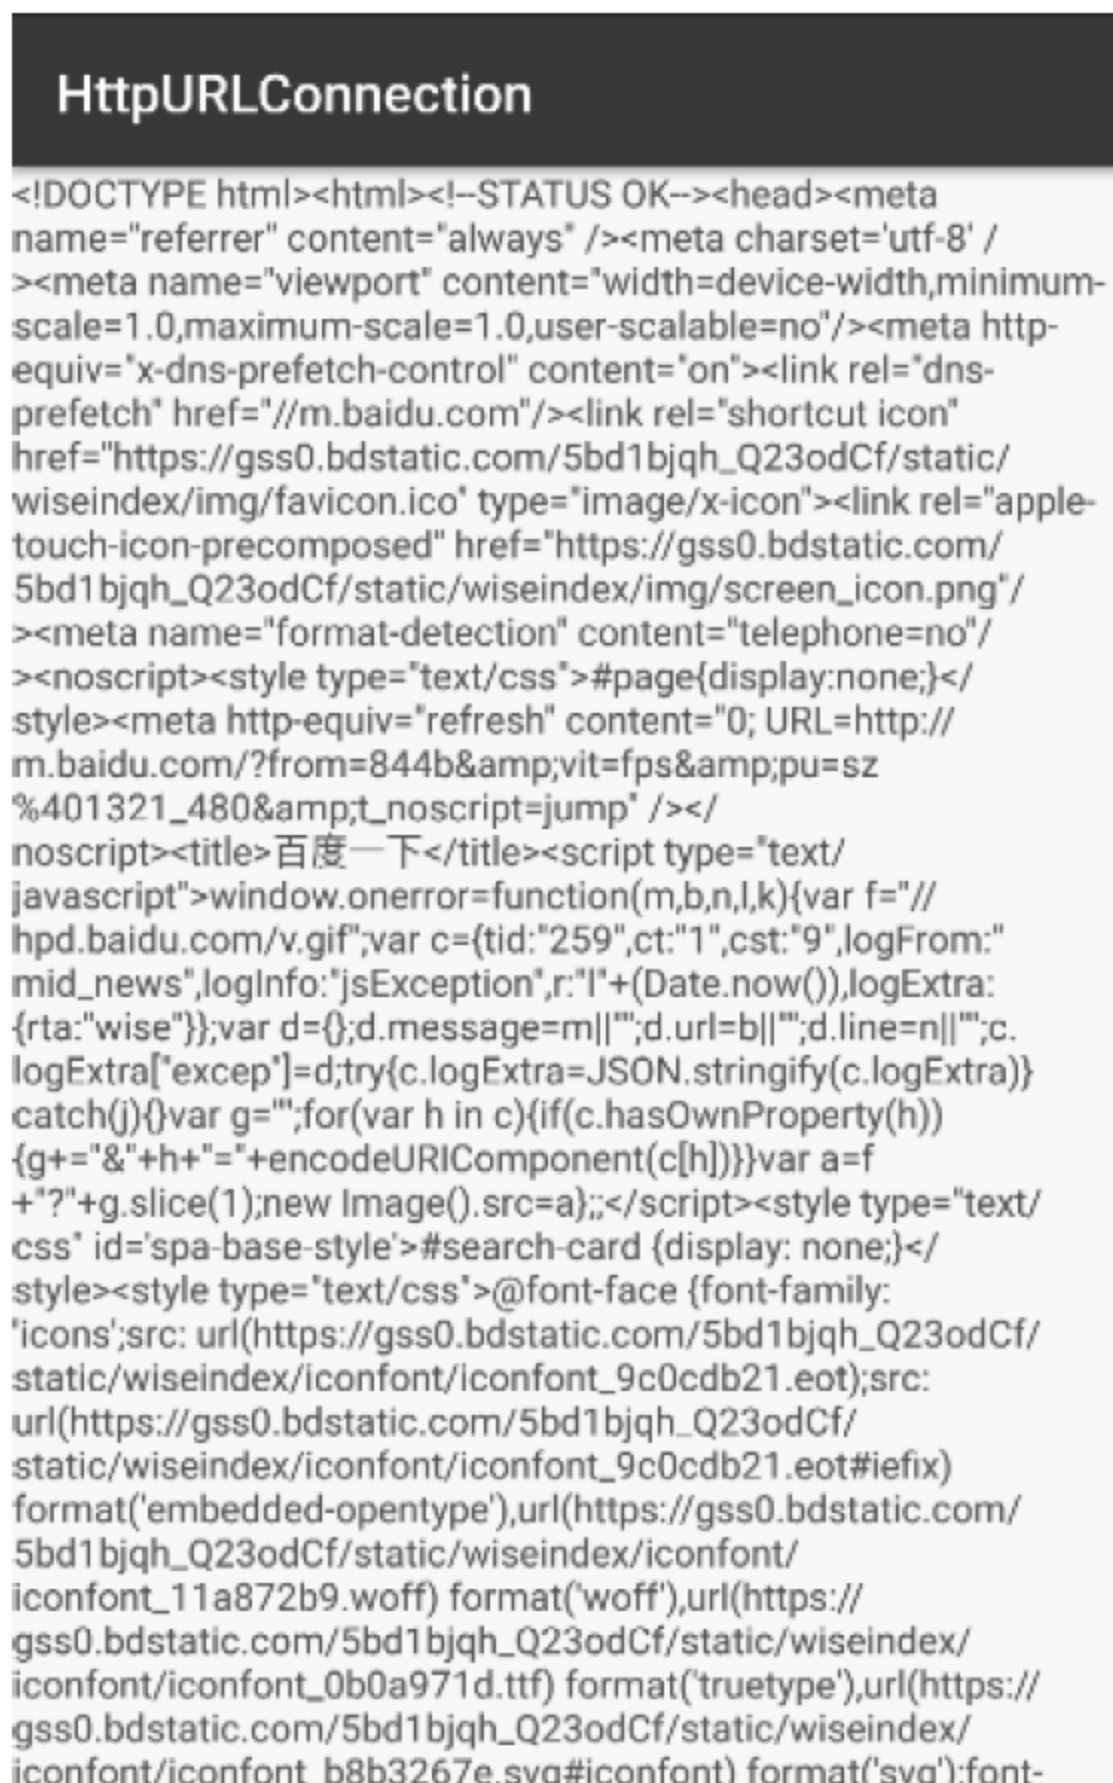 HttpURLConnection
<!DOCTYPE html><html><!--STATUS OK--><head><meta
name="referrer" content="always" /><meta charset='utf-8' /
><meta name="viewport" content="width=device-width,minimum-
scale=1.0,maximum-scale=1.0,user-scalable=no"/><meta http-
equiv="x-dns-prefetch-control" content="on"><link rel="dns-
prefetch" href="//m.baidu.com"/><link rel="shortcut icon"
href="https://gss0.bdstatic.com/5bd1bjqh_Q23odCf/static/
wiseindex/img/favicon.ico" type="image/x-icon"><link rel="apple-
touch-icon-precomposed" href="https://gss0.bdstatic.com/
5bd1bjqh_Q23odCf/static/wiseindex/img/screen_icon.png"/
><meta name="format-detection" content="telephone=no"/
><noscript><style type="text/css">#page{display:none;}</
style><meta http-equiv="refresh" content="0; URL=http://
m.baidu.com/?from=844b&amp;vit=fps&amp;pu=sz
%401321_480&amp;t_noscript=jump" /></
noscript><title>百度一下</title><script type="text/
javascript">window.onerror=function(m,b,n,l,k){var f="//
hpd.baidu.com/v.gif";var c={tid:"259",ct:"1",cst:"9",logFrom:"
mid_news",logInfo:"jsException",r:"l"+(Date.now()),logExtra:
{rta:"wise"}};var d={};d.message=m||"";d.url=b||"";d.line=n||"";c.
logExtra["excep"]=d;try{c.logExtra=JSON.stringify(c.logExtra)}
catch(j){}var g="";for(var h in c){if(c.hasOwnProperty(h))
{g+="&"+h+"="+encodeURIComponent(c[h])}}var a=f
+"?"+g.slice(1);new Image().src=a};;</script><style type="text/
css" id='spa-base-style'>#search-card {display: none;}</
style><style type="text/css">@font-face {font-family:
'icons';src: url(https://gss0.bdstatic.com/5bd1bjqh_Q23odCf/
static/wiseindex/iconfont/iconfont_9c0cdb21.eot);src:
url(https://gss0.bdstatic.com/5bd1bjqh_Q23odCf/
static/wiseindex/iconfont/iconfont_9c0cdb21.eot#iefix)
format('embedded-opentype'),url(https://gss0.bdstatic.com/
5bd1bjqh_Q23odCf/static/wiseindex/iconfont/
iconfont_11a872b9.woff) format('woff'),url(https://
gss0.bdstatic.com/5bd1bjqh_Q23odCf/static/wiseindex/
iconfont/iconfont_0b0a971d.ttf) format('truetype'),url(https://
gss0.bdstatic.com/5bd1bjqh_Q23odCf/static/wiseindex/
iconfont/iconfont_b8b3267e.svg#iconfont) format('svg');font-